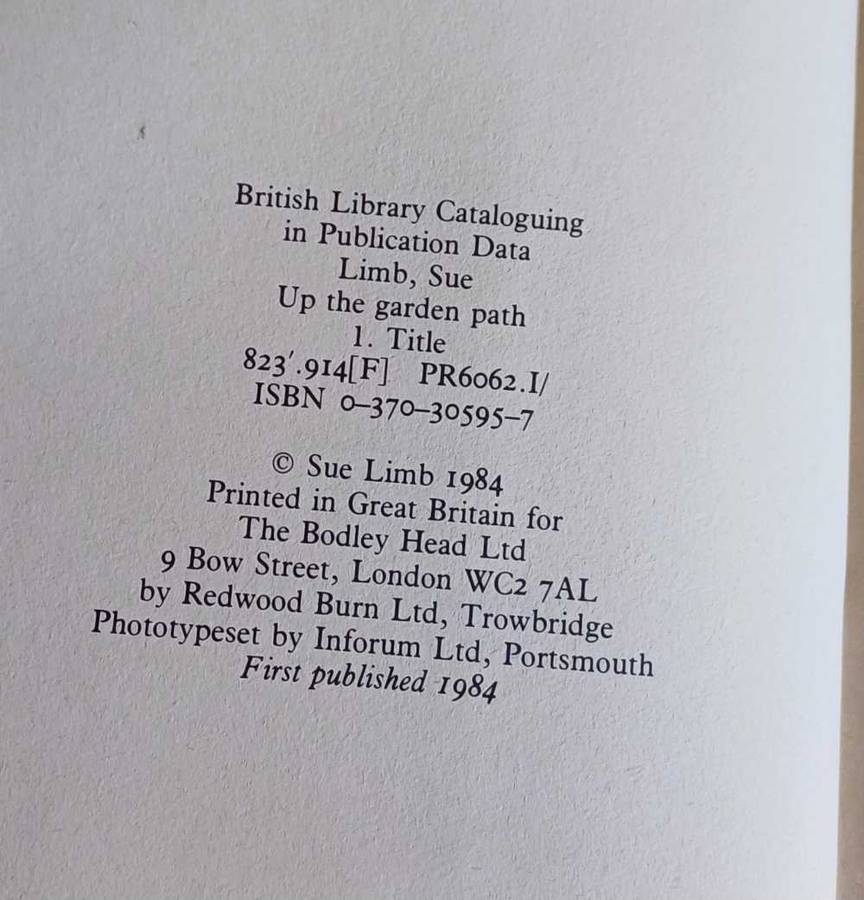 British Library Cataloguing
in Publication Data
Limb, Sue
Up the garden path
1. Title
823'.914[F] PR6062.I/
ISBN 0–370–30595–7
© Sue Limb 1984
Printed in Great Britain for
The Bodley Head Ltd
9 Bow Street, London WC2 7AL
by Redwood Burn Ltd, Trowbridge
Phototypeset by Inforum Ltd, Portsmouth
First published 1984